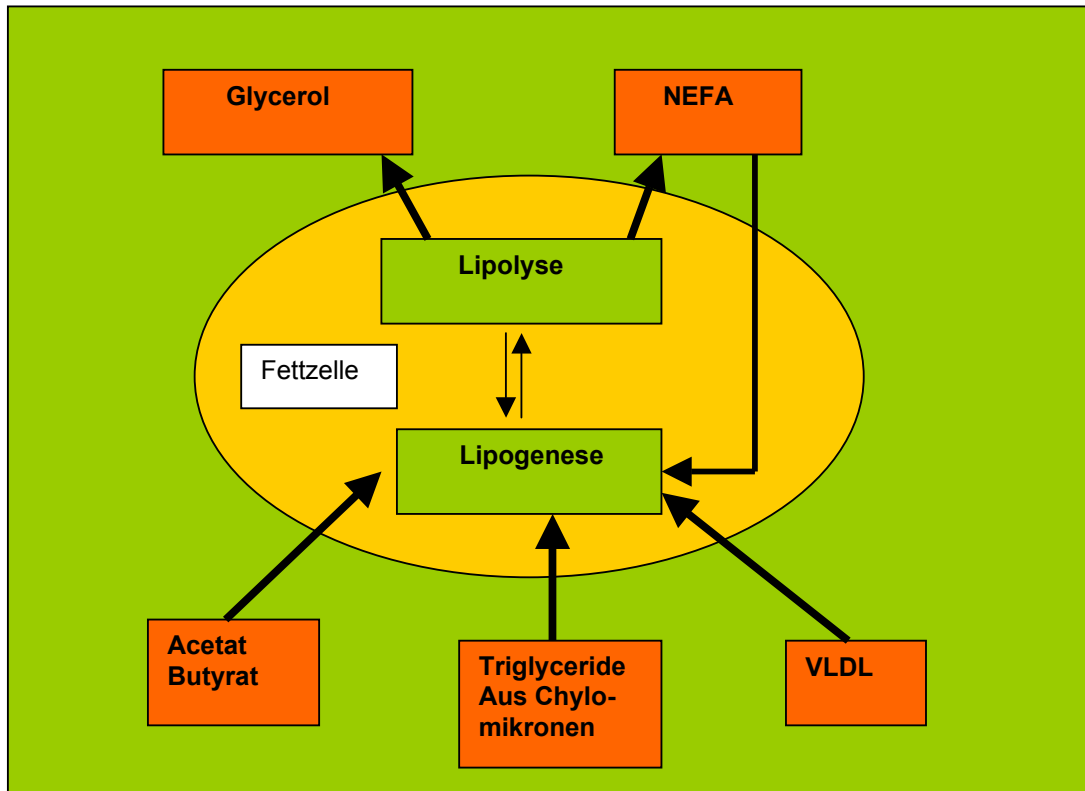 Glycerol
NEFA
Lipolyse
Fettzelle
Lipogenese
Acetat
Butyrat
Triglyceride
Aus Chylo-
mikronen
VLDL